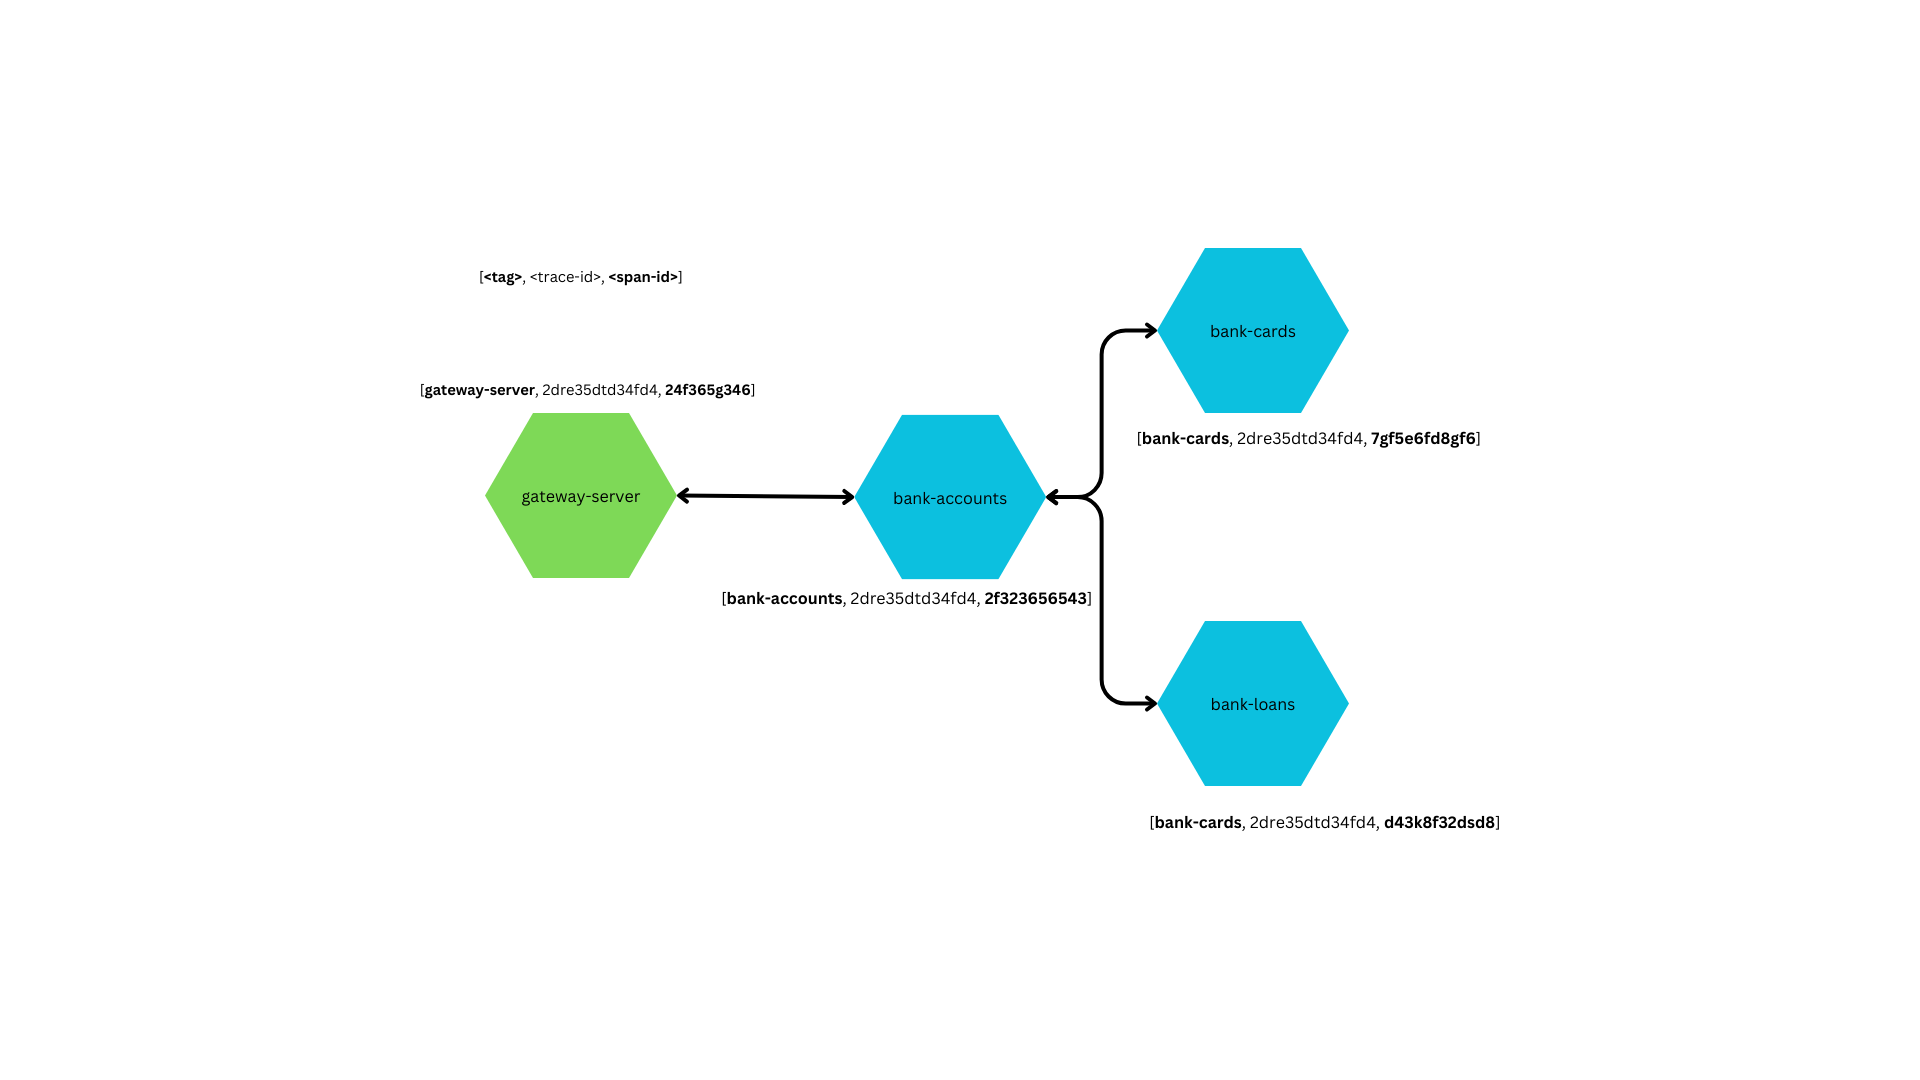 [<tag>, <trace-id>, <span-id>]
bank-cards
[gateway-server, 2dre35dtd34fd4, 24f365g346]
[bank-cards, 2dre35dtd34fd4, 7gf5e6fd8gf6]
gateway-server
bank-accounts
[bank-accounts, 2dre35dtd34fd4, 2f323656543]
bank-loans
[bank-cards, 2dre35dtd34fd4, d43k8f32dsd8]